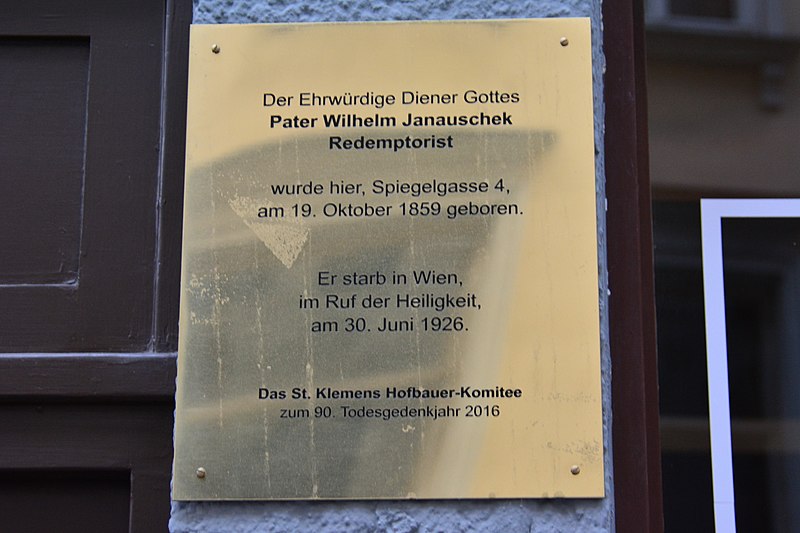 Der Ehrwürdige Diener Gottes
Pater Wilhelm Janauschek
Redemptorist
wurde hier, Spiegelgasse 4,
am 19. Oktober 1859 geboren.
Er starb in Wien,
im Ruf der Heiligkeit,
am 30. Juni 1926.
Das St. Klemens Hofbauer-Komitee
zum 90. Todesgedenkjahr 2016